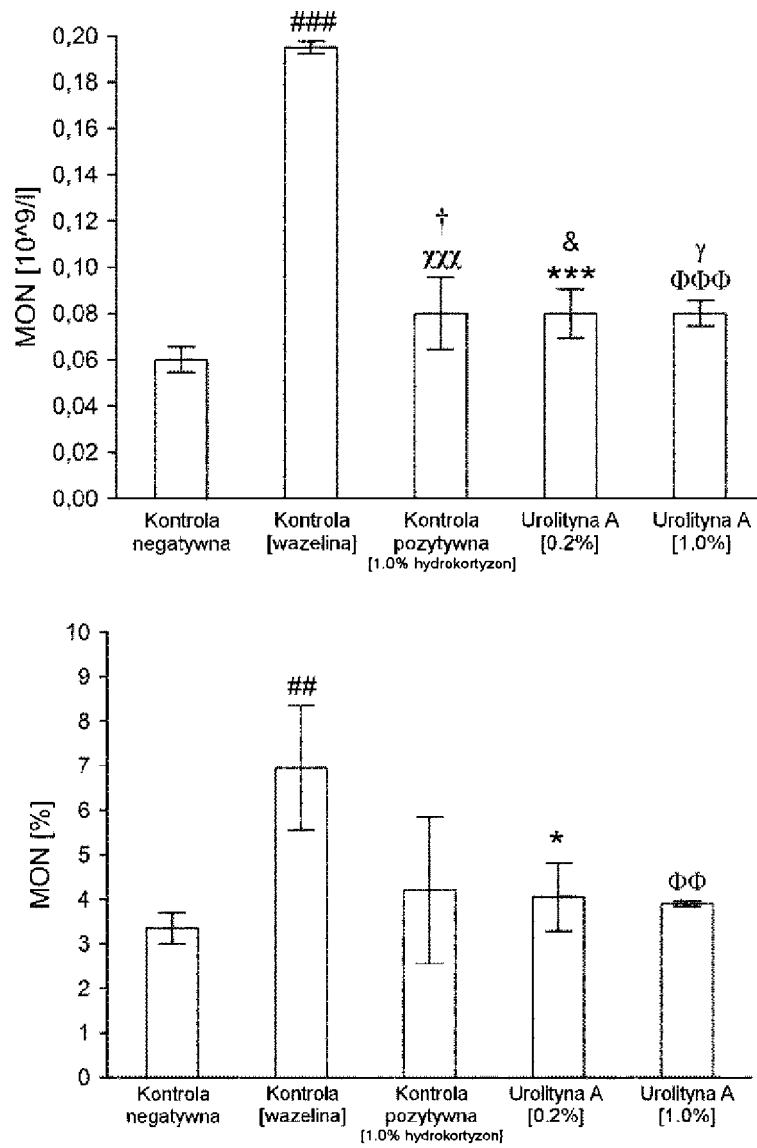 ###
0,20
0,18
0,16
0,14
0,12
0,10
0,08
0,06
0,04
0,02
0,00
MON [10^9/l]
†
χχχ
&
***
γ
ΦΦΦ
Kontrola
negatywna
Kontrola
[wazelina]
Kontrola
pozytywna
[1.0% hydrokortyzon]
Urolityna A
[0.2%]
Urolityna A
[1.0%]
10
9
8
7
6
5
4
3
2
1
0
MON [%]
##
*
ΦΦ
Kontrola
negatywna
Kontrola
[wazelina]
Kontrola
pozytywna
[1.0% hydrokortyzon]
Urolityna A
[0.2%]
Urolityna A
[1.0%]